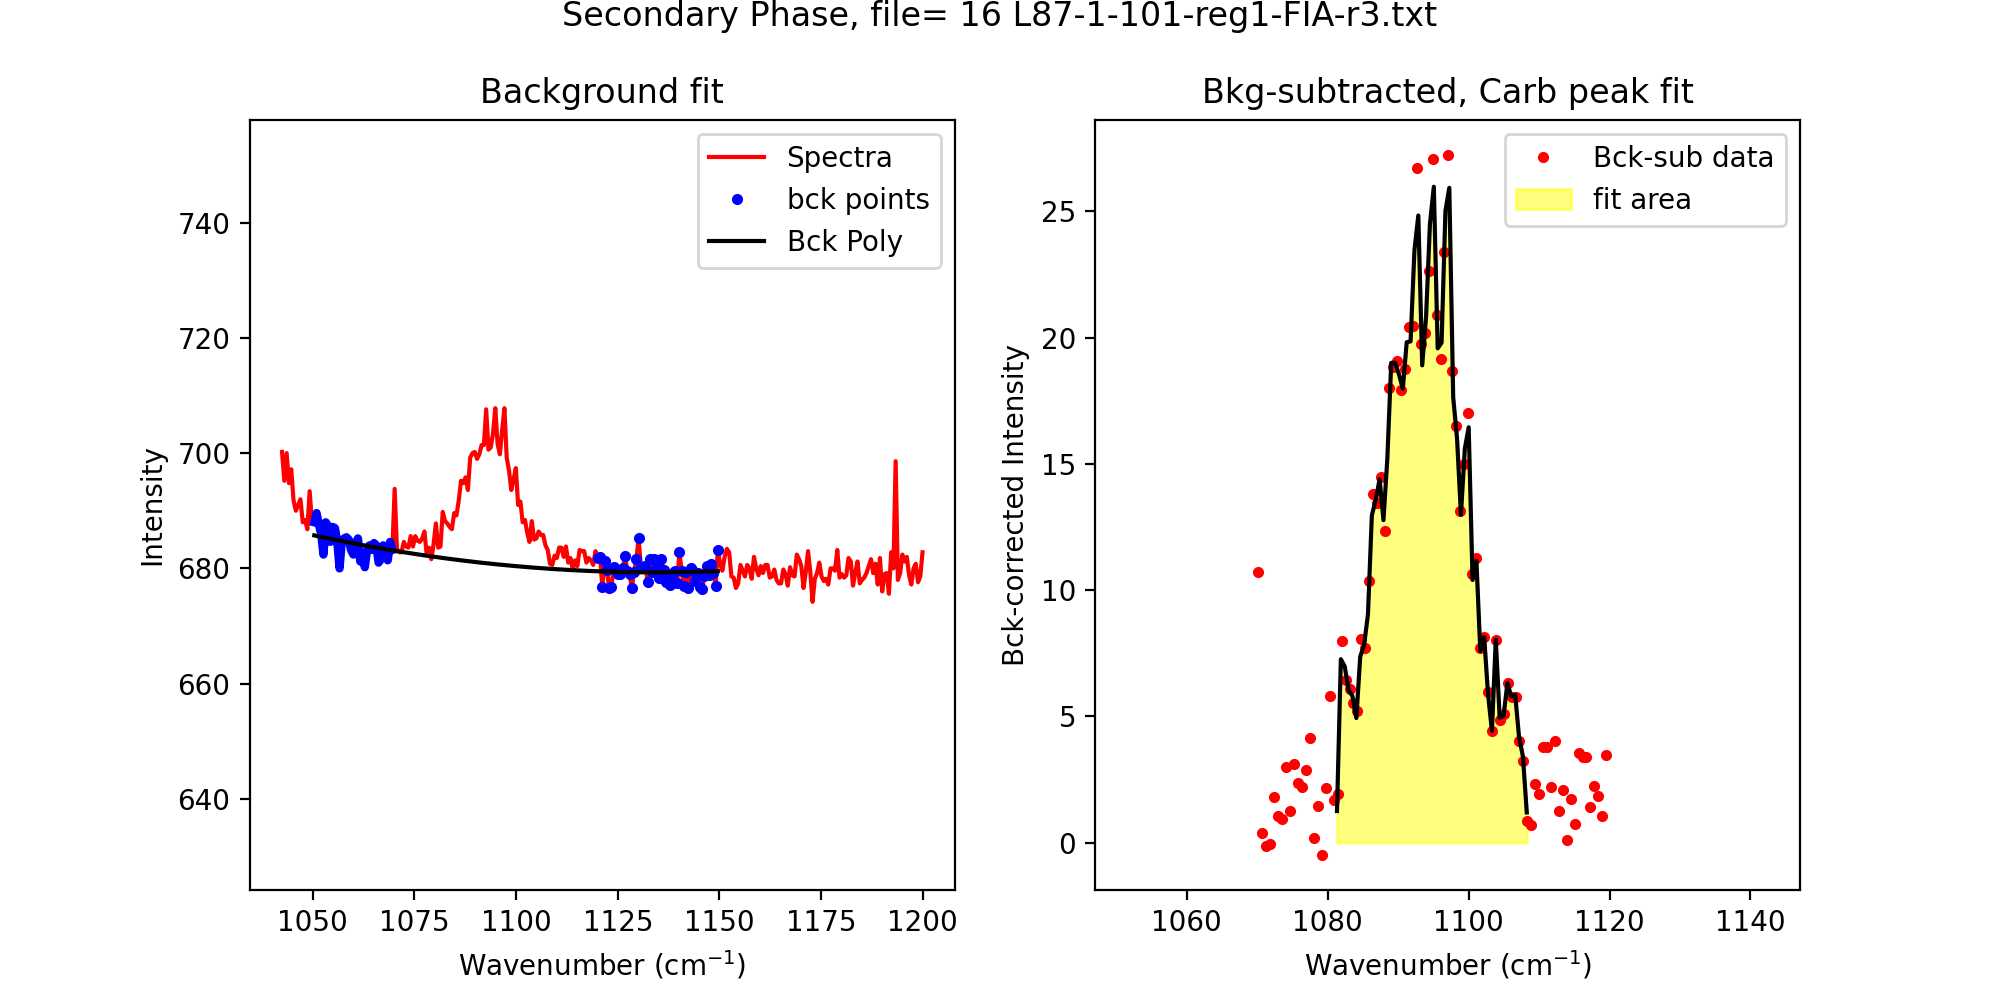 Secondary Phase, file= 16 L87-1-101-reg1-FIA-r3.txt
Background fit
Spectra
bck points
Bck Poly
Intensity
740
720
700
680
660
640
1050 1075 1100 1125 1150 1175 1200
Wavenumber (cm⁻¹)
Bkg-subtracted, Carb peak fit
Bck-sub data
fit area
Bck-corrected Intensity
25
20
15
10
5
0
1060 1080 1100 1120 1140
Wavenumber (cm⁻¹)